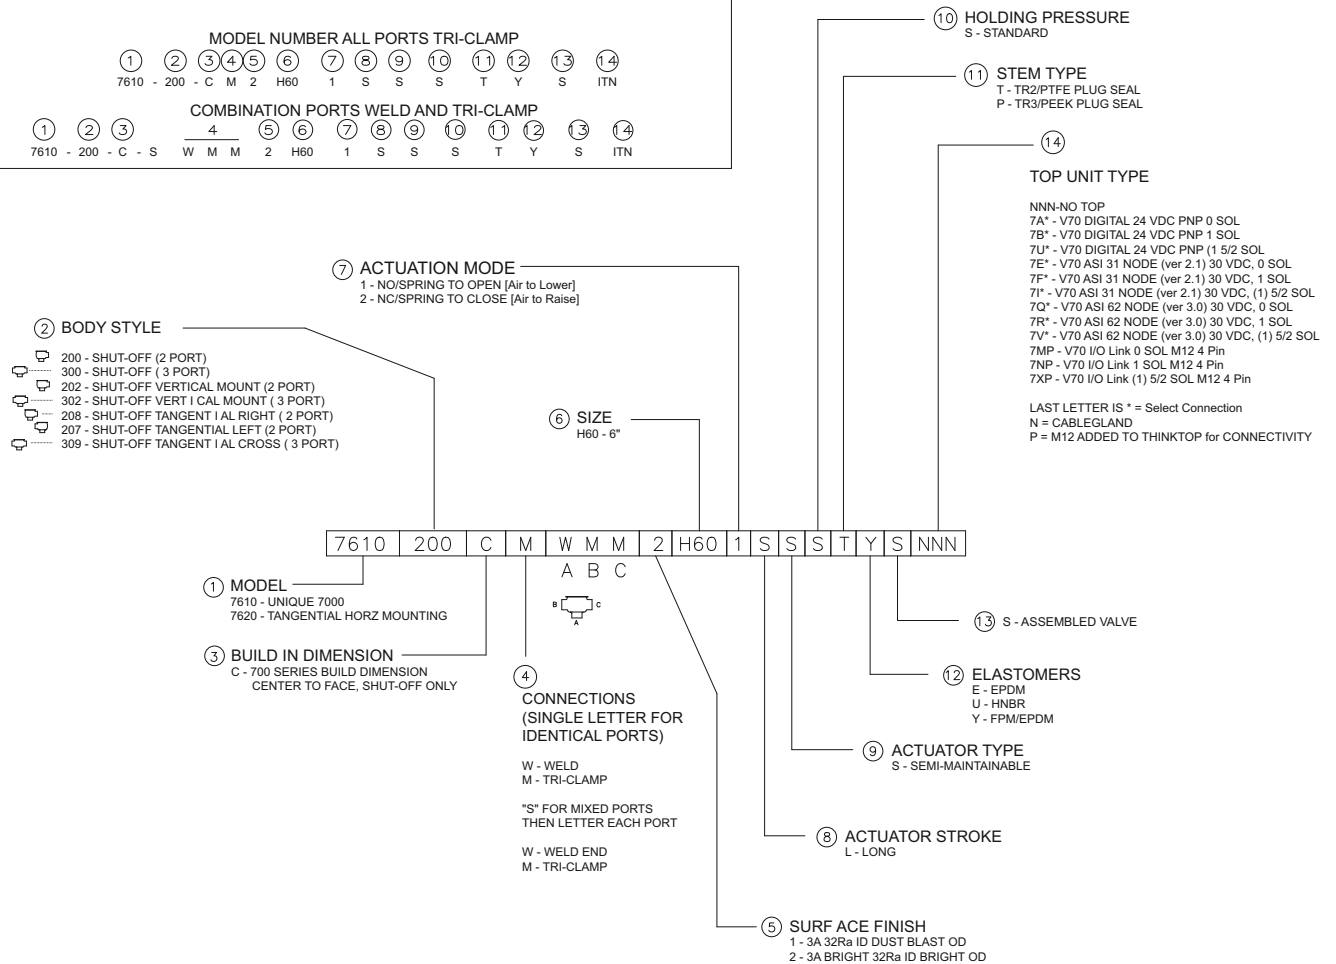 MODEL NUMBER ALL PORTS TRI-CLAMP
1 2 3 4 5 6 7 8 9 10 11 12 13 14
7610 - 200 - C M 2 H60 1 S S S T Y S ITN
COMBINATION PORTS WELD AND TRI-CLAMP
1 2 3 4 5 6 7 8 9 10 11 12 13 14
7610 - 200 - C - S W M M 2 H60 1 S S S T Y S ITN
10 HOLDING PRESSURE
S - STANDARD
11 STEM TYPE
T - TR2/PTFE PLUG SEAL
P - TR3/PEEK PLUG SEAL
14
TOP UNIT TYPE
NNN-NO TOP
7A* - V70 DIGITAL 24 VDC PNP 0 SOL
7B* - V70 DIGITAL 24 VDC PNP 1 SOL
7U* - V70 DIGITAL 24 VDC PNP (1 5/2 SOL
7E* - V70 ASI 31 NODE (ver 2.1) 30 VDC, 0 SOL
7F* - V70 ASI 31 NODE (ver 2.1) 30 VDC, 1 SOL
7I* - V70 ASI 31 NODE (ver 2.1) 30 VDC, (1) 5/2 SOL
7Q* - V70 ASI 62 NODE (ver 3.0) 30 VDC, 0 SOL
7R* - V70 ASI 62 NODE (ver 3.0) 30 VDC, 1 SOL
7V* - V70 ASI 62 NODE (ver 3.0) 30 VDC, (1) 5/2 SOL
7MP - V70 I/O Link 0 SOL M12 4 Pin
7NP - V70 I/O Link 1 SOL M12 4 Pin
7XP - V70 I/O Link (1) 5/2 SOL M12 4 Pin
LAST LETTER IS * = Select Connection
N = CABLEGLAND
P = M12 ADDED TO THINKTOP for CONNECTIVITY
7 ACTUATION MODE
1 - NO/SPRING TO OPEN [Air to Lower]
2 - NC/SPRING TO CLOSE [Air to Raise]
2 BODY STYLE
200 - SHUT-OFF (2 PORT)
300 - SHUT-OFF ( 3 PORT)
202 - SHUT-OFF VERTICAL MOUNT (2 PORT)
302 - SHUT-OFF VERT I CAL MOUNT ( 3 PORT)
208 - SHUT-OFF TANGENT I AL RIGHT ( 2 PORT)
207 - SHUT-OFF TANGENTIAL LEFT (2 PORT)
309 - SHUT-OFF TANGENT I AL CROSS ( 3 PORT)
6 SIZE
H60 - 6"
7610 200 C M W M M 2 H60 1 S S S T Y S NNN
A B C
B C
A
1 MODEL
7610 - UNIQUE 7000
7620 - TANGENTIAL HORZ MOUNTING
3 BUILD IN DIMENSION
C - 700 SERIES BUILD DIMENSION
CENTER TO FACE, SHUT-OFF ONLY
4
CONNECTIONS
(SINGLE LETTER FOR
IDENTICAL PORTS)
W - WELD
M - TRI-CLAMP
"S" FOR MIXED PORTS
THEN LETTER EACH PORT
W - WELD END
M - TRI-CLAMP
13 S - ASSEMBLED VALVE
12 ELASTOMERS
E - EPDM
U - HNBR
Y - FPM/EPDM
9 ACTUATOR TYPE
S - SEMI-MAINTAINABLE
8 ACTUATOR STROKE
L - LONG
5 SURF ACE FINISH
1 - 3A 32Ra ID DUST BLAST OD
2 - 3A BRIGHT 32Ra ID BRIGHT OD